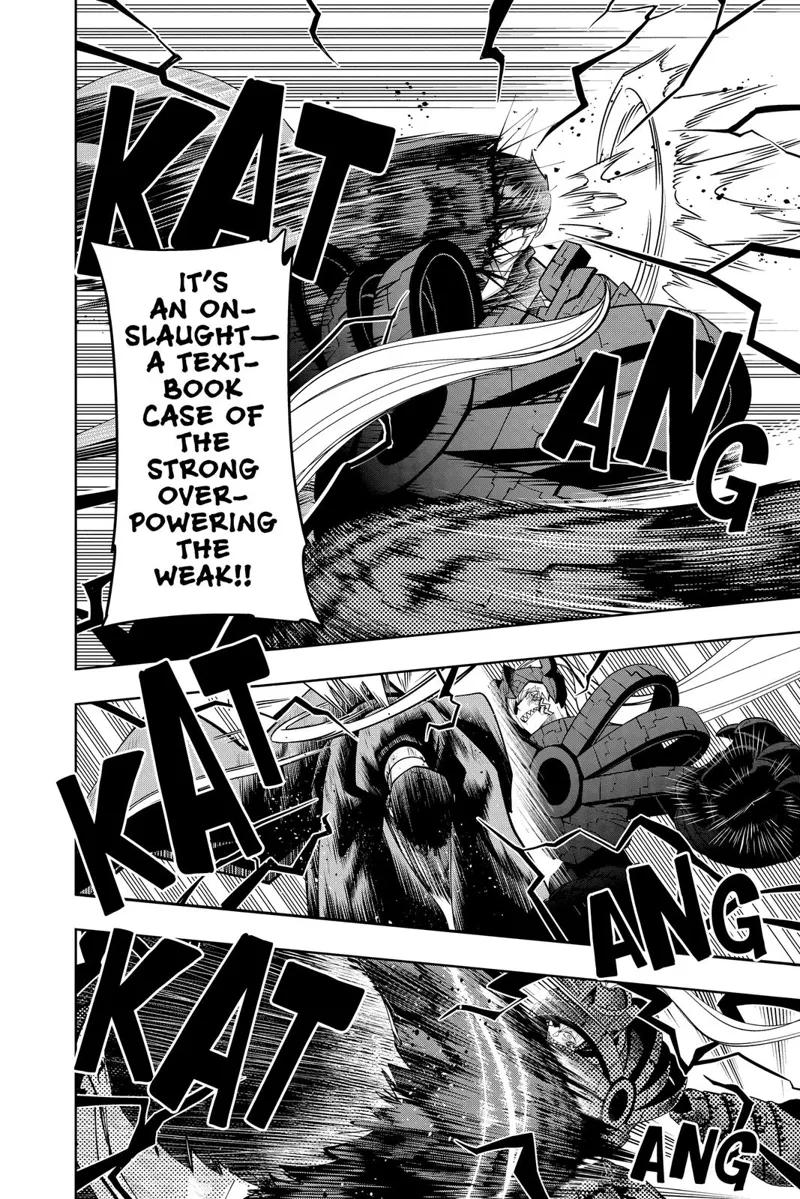 KAT
ANG
IT'S
AN ON-
SLAUGHT—
A TEXT-
BOOK
CASE OF
THE
STRONG
OVER-
POWERING
THE
WEAK!!
KAT
ANG
KAT
ANG